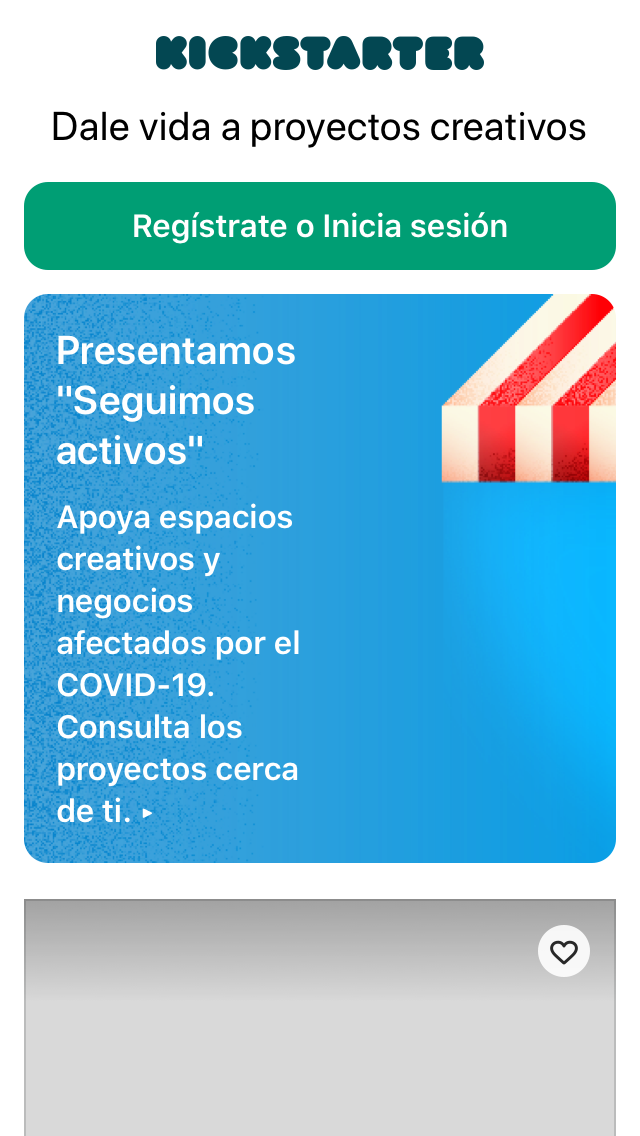 KICKSTARTER
Dale vida a proyectos creativos
Regístrate o Inicia sesión
Presentamos
"Seguimos
activos"
Apoya espacios
creativos y
negocios
afectados por el
COVID-19.
Consulta los
proyectos cerca
de ti. ▸